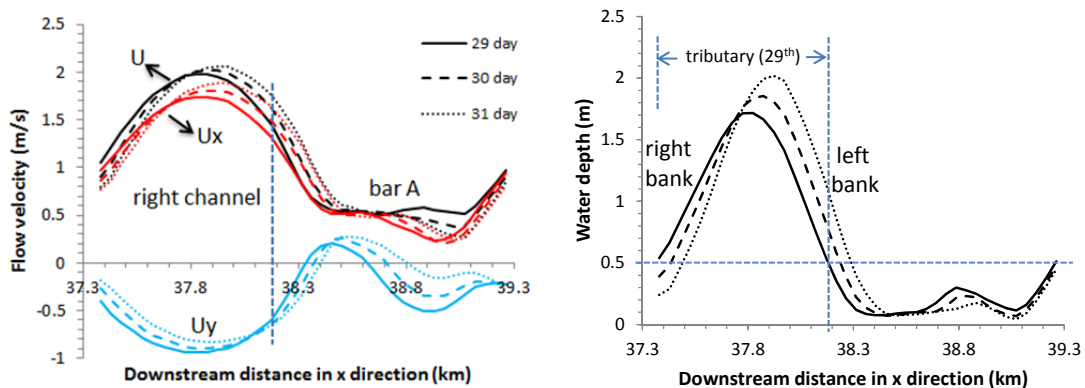 2.5
2
1.5
1
0.5
0
-0.5
-1
Flow velocity (m/s)
U
Ux
Uy
right channel
bar A
29 day
30 day
31 day
37.3
37.8
38.3
38.8
39.3
Downstream distance in x direction (km)
2.5
2
1.5
1
0.5
0
Water depth (m)
tributary (29th)
right
bank
left
bank
37.3
37.8
38.3
38.8
39.3
Downstream distance in x direction (km)